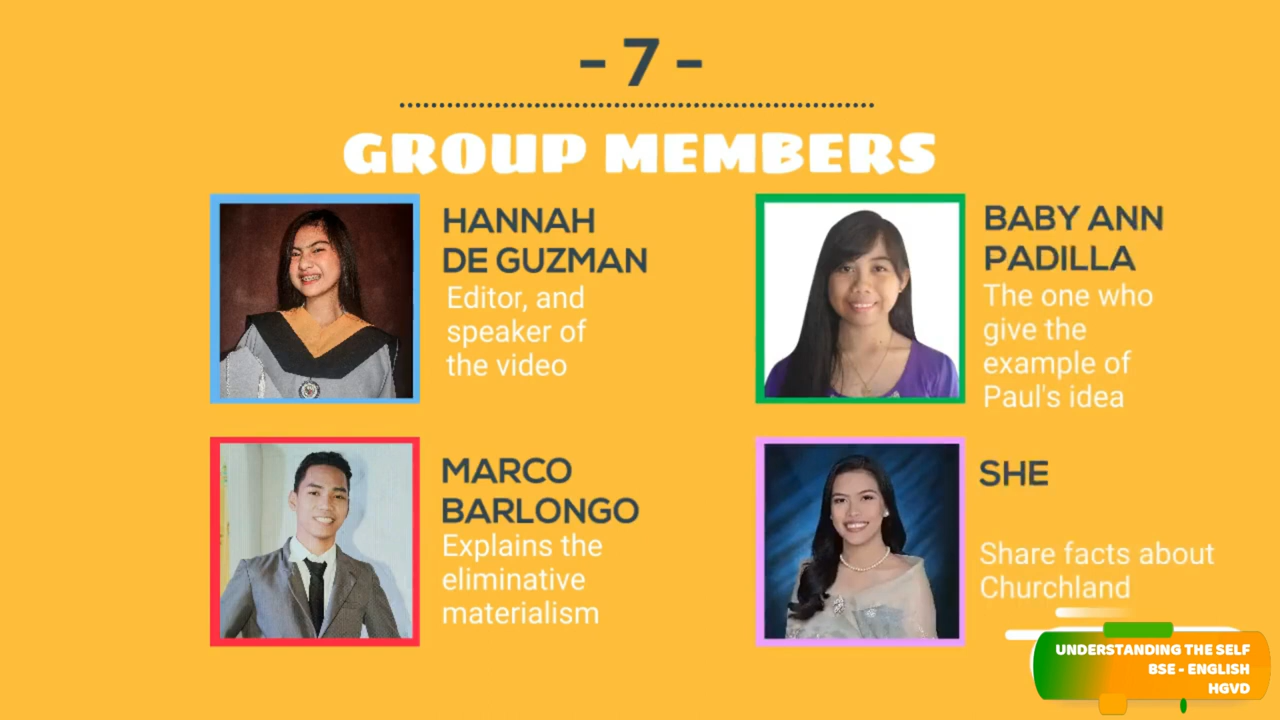 - 7 -
GROUP MEMBERS
HANNAH
DE GUZMAN
Editor, and
speaker of
the video
BABY ANN
PADILLA
The one who
give the
example of
Paul's idea
MARCO
BARLONGO
Explains the
eliminative
materialism
SHE
Share facts about
Churchland
UNDERSTANDING THE SELF
BSE - ENGLISH
HGVD